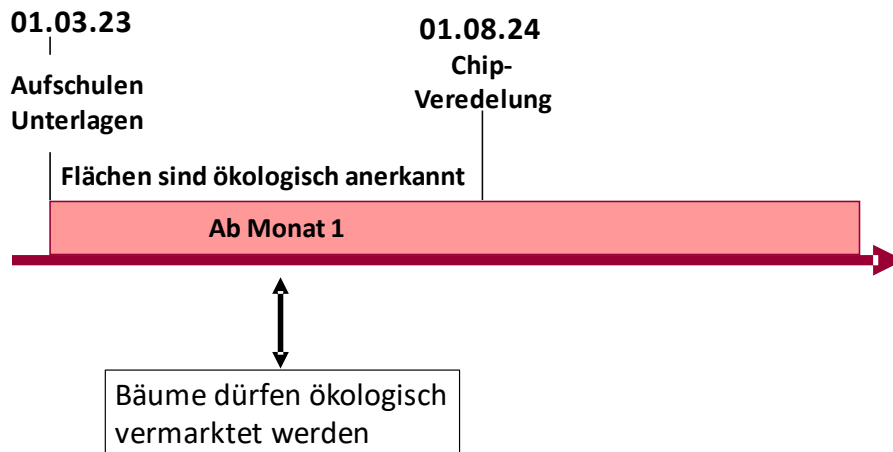 01.03.23
Aufschulen
Unterlagen
01.08.24
Chip-
Veredelung
Flächen sind ökologisch anerkannt
Ab Monat 1
Bäume dürfen ökologisch
vermarktet werden